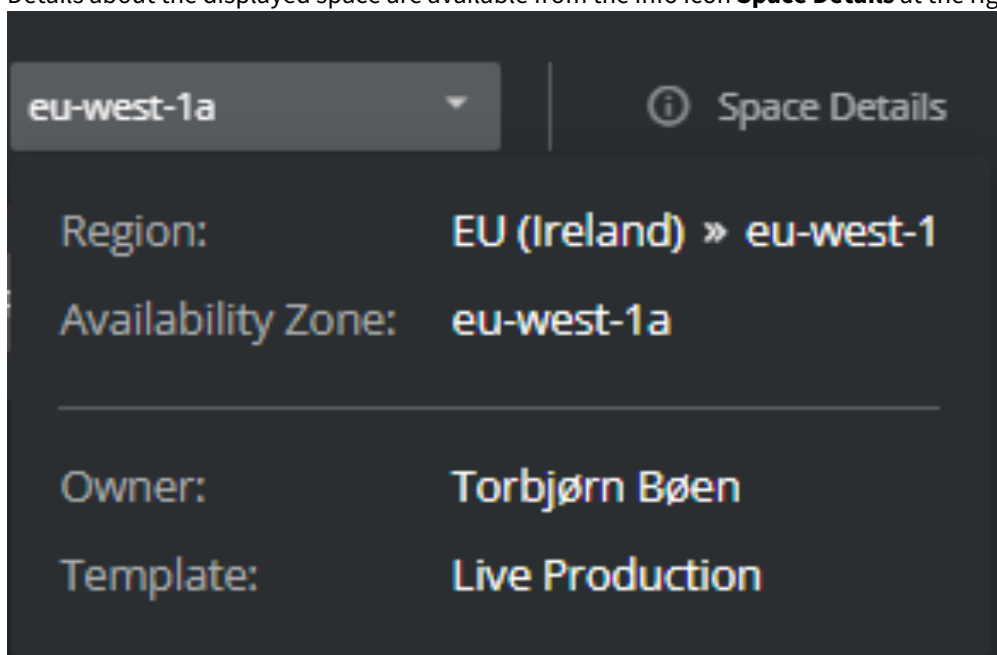 Details about the displayed space are available from the info icon Space Details at the
eu-west-1a Space Details
Region: EU (Ireland) » eu-west-1
Availability Zone: eu-west-1a
Owner: Torbjørn Bøen
Template: Live Production